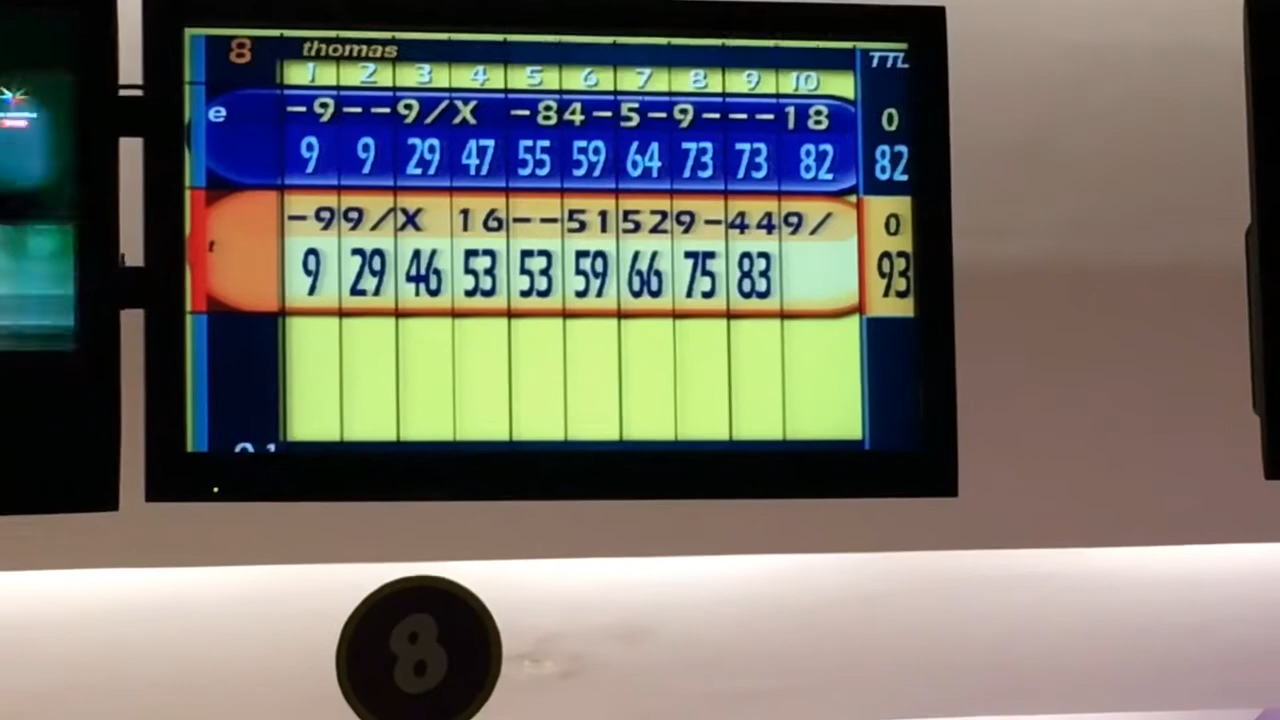 8 thomas TTL
1 2 3 4 5 6 7 8 9 10
e -9--9/X -84-5-9---18 0
9 9 29 47 55 59 64 73 73 82 82
t -99/X 16--51529-449/ 0
9 29 46 53 53 59 66 75 83 93
8